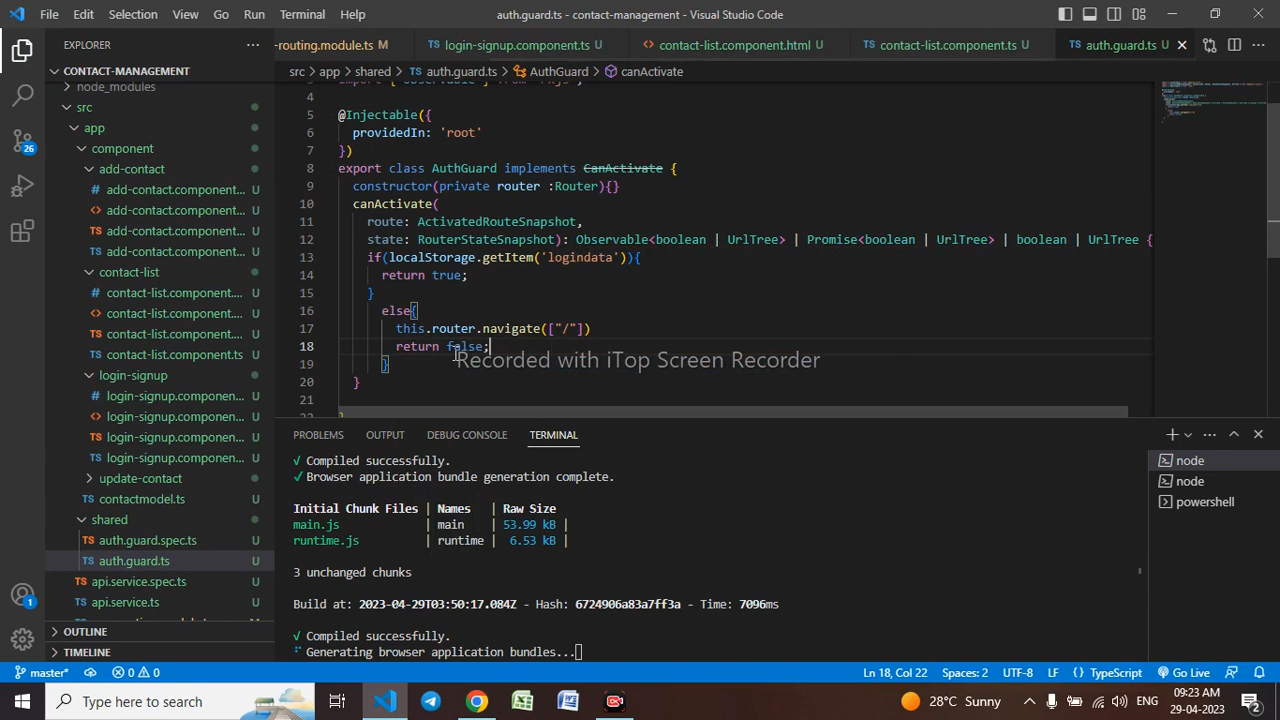 File Edit Selection View Go Run Terminal Help
auth.guard.ts - contact-management - Visual Studio Code
EXPLORER
-routing.module.ts
login-signup.component.ts
contact-list.component.html
contact-list.component.ts
auth.guard.ts
CONTACT-MANAGEMENT
src > app > shared > auth.guard.ts > AuthGuard > canActivate
node_modules
src
app
component
add-contact
add-contact.component... U
add-contact.component... U
add-contact.component... U
add-contact.component... U
contact-list
contact-list.component.... U
contact-list.component.... U
contact-list.component.... U
contact-list.component.ts U
login-signup
login-signup.componen... U
login-signup.componen... U
login-signup.componen... U
login-signup.componen... U
update-contact
contactmodel.ts U
shared
auth.guard.spec.ts U
auth.guard.ts U
api.service.spec.ts U
api.service.ts U
OUTLINE
TIMELINE
26
1
4
5 @Injectable({
6 providedIn: 'root'
7 })
8 export class AuthGuard implements CanActivate {
9 constructor(private router :Router){}
10 canActivate(
11 route: ActivatedRouteSnapshot,
12 state: RouterStateSnapshot): Observable<boolean | UrlTree> | Promise<boolean | UrlTree> | boolean | UrlTree {
13 if(localStorage.getItem('logindata')){
14 return true;
15 }
16 else{
17 this.router.navigate(["/"])
18 return false;
19 }
20 }
21
Recorded with iTop Screen Recorder
PROBLEMS OUTPUT DEBUG CONSOLE TERMINAL
√ Compiled successfully.
✓ Browser application bundle generation complete.
Initial Chunk Files | Names | Raw Size
main.js | main | 53.99 kB |
runtime.js | runtime | 6.53 kB |
3 unchanged chunks
Build at: 2023-04-29T03:50:17.084Z - Hash: 6724906a83a7ff3a - Time: 7096ms
√ Compiled successfully.
Generating browser application bundles...
node
node
powershell
master* 0 0 Ln 18, Col 22 Spaces: 2 UTF-8 LF {} TypeScript Go Live
Type here to search
28°C Sunny
ENG
09:23 AM
29-04-2023
2